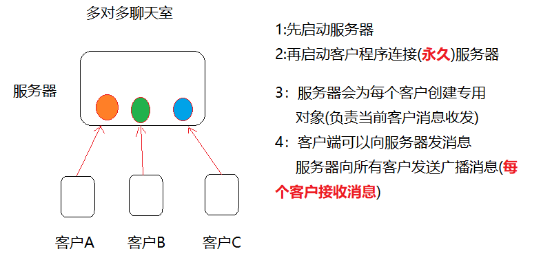 多对多聊天室
服务器
客户A
客户B
客户C
1:先启动服务器
2:再启动客户程序连接(永久)服务器
3：服务器会为每个客户创建专用
对象(负责当前客户消息收发)
4：客户端可以向服务器发消息
服务器向所有客户发送广播消息(每
个客户接收消息)